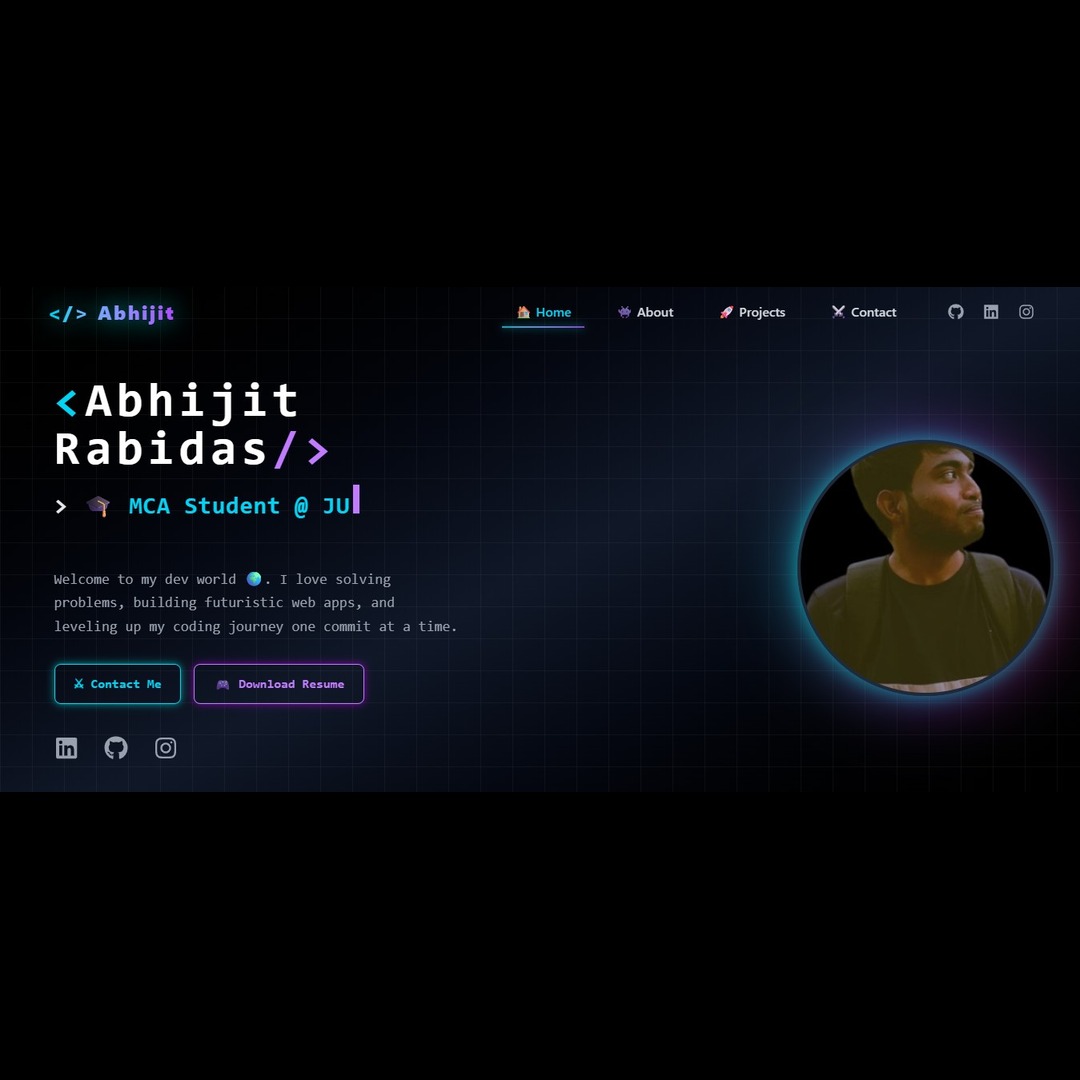 </> Abhijit
🏠 Home 👾 About 🚀 Projects ⚔️ Contact
<Abhijit
Rabidas/>
> 🎓 MCA Student @ JU
Welcome to my dev world 🌍. I love solving
problems, building futuristic web apps, and
leveling up my coding journey one commit at a time.
⚔ Contact Me 🎮 Download Resume